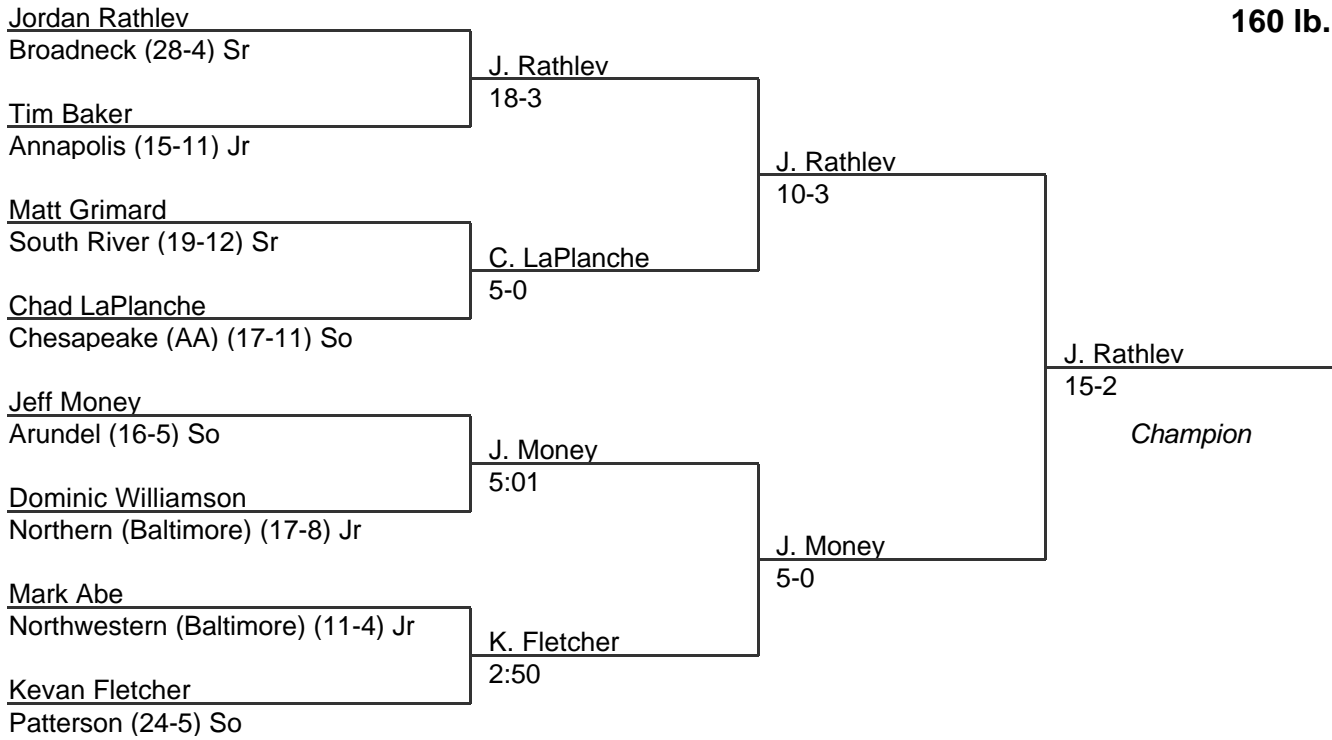 160 lb.
Jordan Rathlev
Broadneck (28-4) Sr
J. Rathlev
18-3
Tim Baker
Annapolis (15-11) Jr
J. Rathlev
10-3
Matt Grimard
South River (19-12) Sr
C. LaPlanche
5-0
Chad LaPlanche
Chesapeake (AA) (17-11) So
J. Rathlev
15-2
Champion
Jeff Money
Arundel (16-5) So
J. Money
5:01
Dominic Williamson
Northern (Baltimore) (17-8) Jr
J. Money
5-0
Mark Abe
Northwestern (Baltimore) (11-4) Jr
K. Fletcher
2:50
Kevan Fletcher
Patterson (24-5) So